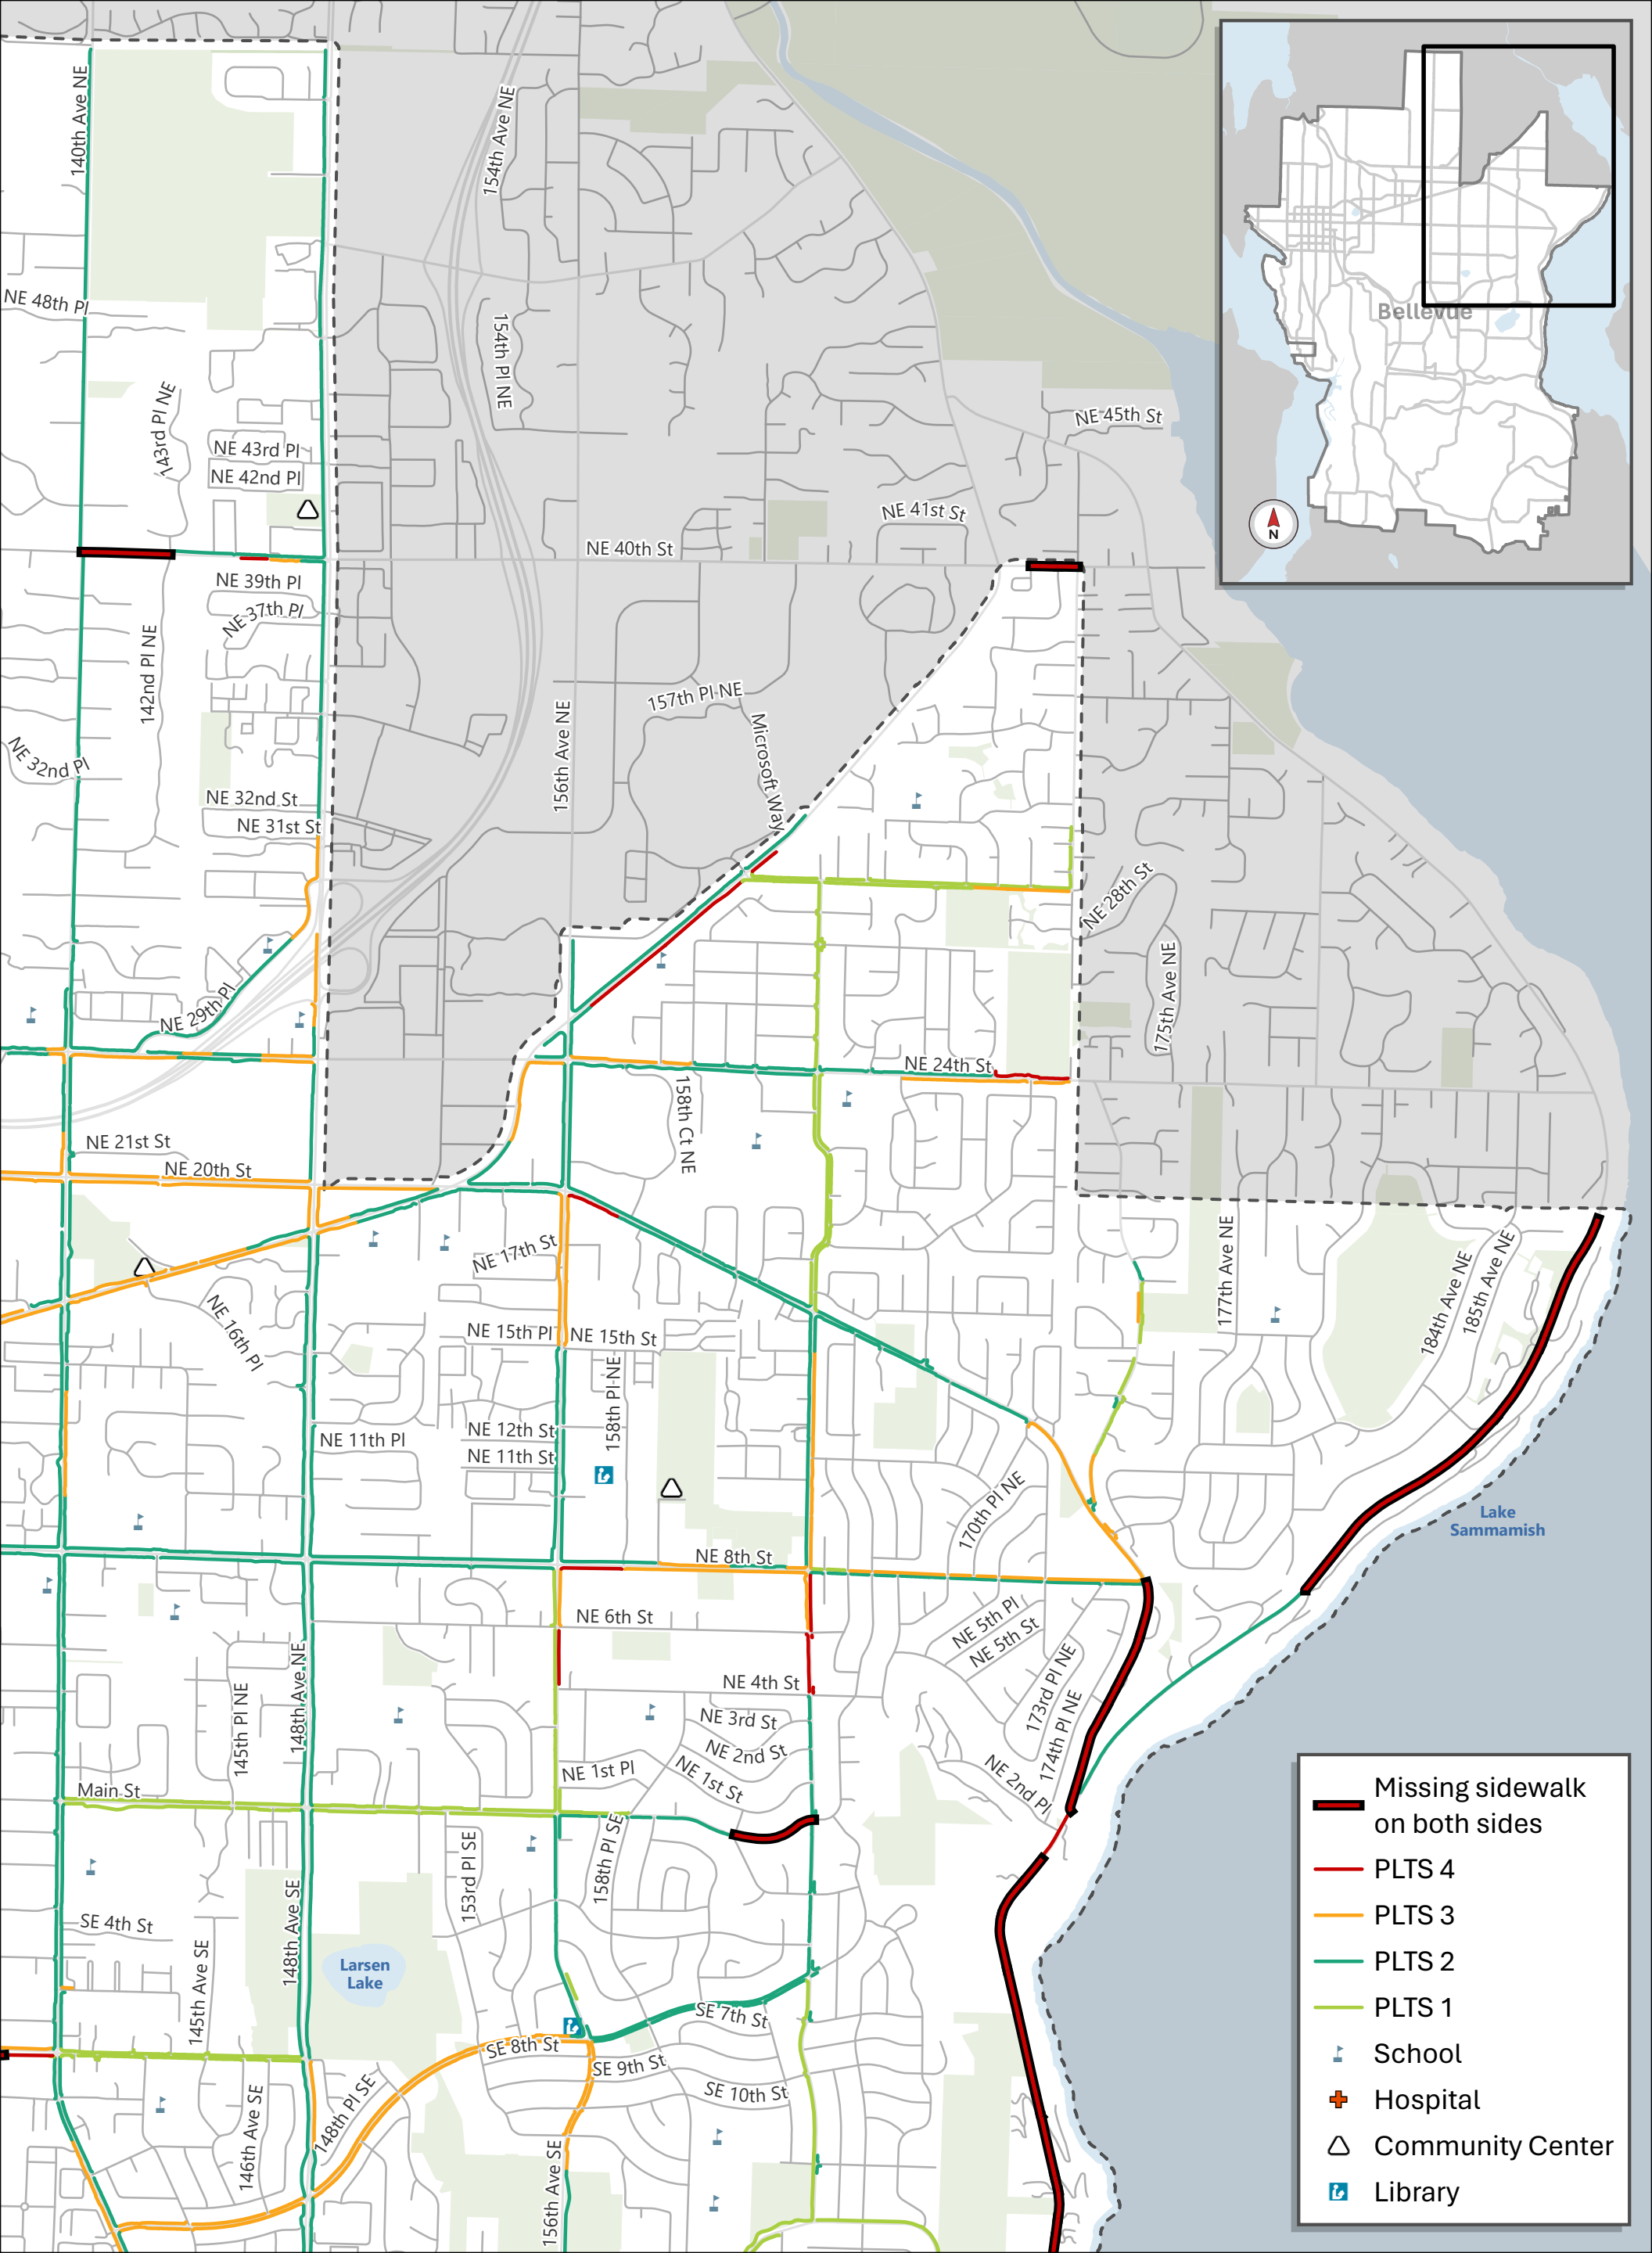 140th Ave NE
154th Ave NE
Bellevue
N
NE 48th Pl
154th Pl NE
143rd Pl NE
NE 45th St
NE 43rd Pl
NE 42nd Pl
NE 41st St
NE 40th St
NE 39th Pl
NE 37th Pl
142nd Pl NE
157th Pl NE
156th Ave NE
Microsoft Way
NE 32nd Pl
NE 32nd St
NE 31st St
NE 28th St
175th Ave NE
NE 29th Pl
NE 24th St
158th Ct NE
NE 21st St
NE 20th St
177th Ave NE
184th Ave NE
185th Ave NE
NE 17th St
NE 16th Pl
NE 15th Pl
NE 15th St
158th Pl NE
NE 12th St
NE 11th Pl
NE 11th St
170th Pl NE
Lake
Sammamish
NE 8th St
NE 6th St
NE 5th Pl
NE 5th St
148th Ave NE
145th Pl NE
NE 4th St
173rd Pl NE
174th Pl NE
NE 3rd St
NE 2nd St
NE 1st Pl
NE 1st St
NE 2nd Pl
Main St
158th Pl SE
153rd Pl SE
148th Ave SE
SE 4th St
145th Ave SE
Larsen
Lake
SE 7th St
SE 8th St
SE 9th St
SE 10th St
146th Ave SE
148th Pl SE
156th Ave SE
Missing sidewalk
on both sides
PLTS 4
PLTS 3
PLTS 2
PLTS 1
School
Hospital
Community Center
Library